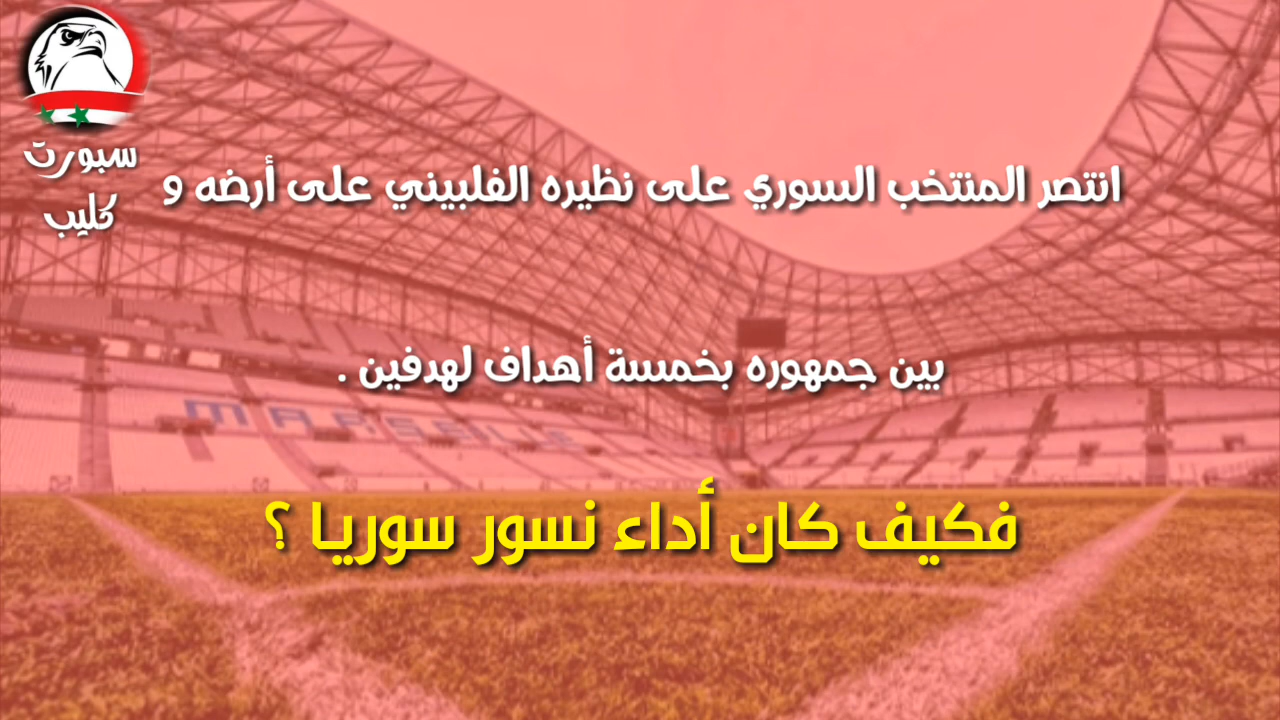 سبورت
كليب
انتصر المنتخب السوري على نظيره الفلبيني على أرضه و
بين جمهوره بخمسة أهداف لهدفين .
MARSEILLE
فكيف كان أداء نسور سوريا ؟